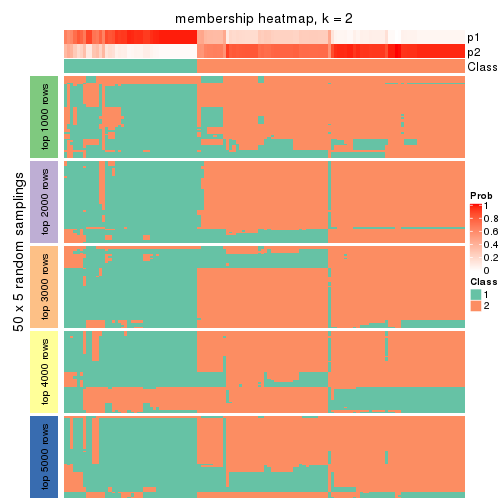 membership heatmap, k = 2
p1
p2
Class
50 x 5 random samplings
top 1000 rows
top 2000 rows
top 3000 rows
top 4000 rows
top 5000 rows
Prob
1
0.8
0.6
0.4
0.2
0
Class
1
2